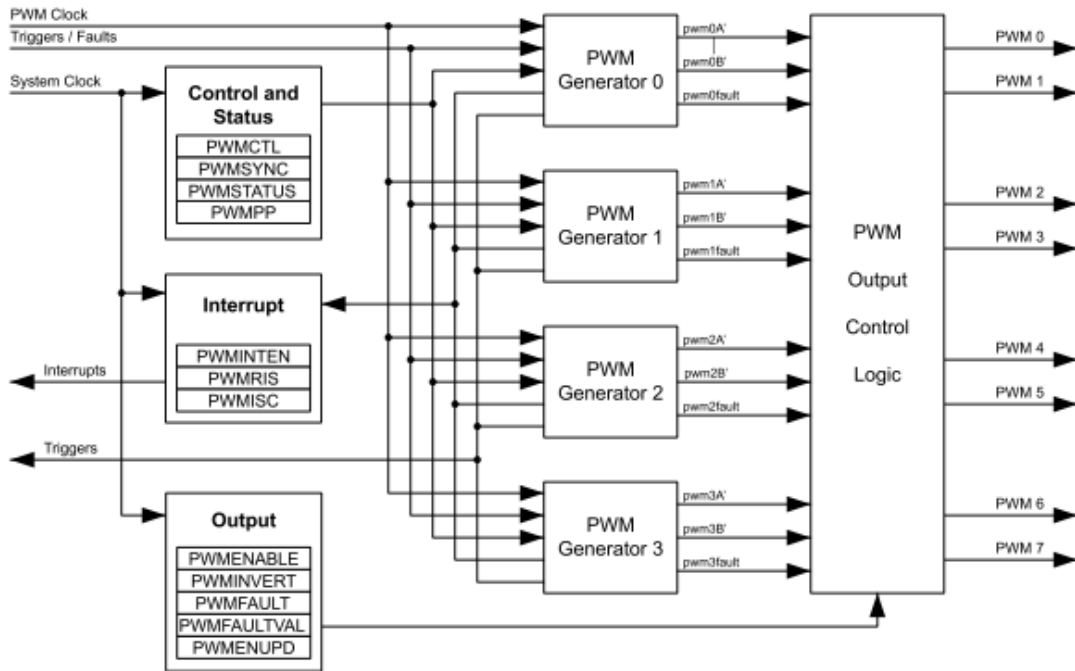 PWM Clock
Triggers / Faults
System Clock
Control and
Status
PWMCTL
PWMSYNC
PWMSTATUS
PWMPP
Interrupt
PWMINTEN
PWMRIS
PWMISC
Interrupts
Triggers
Output
PWMENABLE
PWMINVERT
PWMFAULT
PWMFAULTVAL
PWMENUPD
PWM
Generator 0
pwm0A'
pwm0B'
pwm0fault
PWM
Generator 1
pwm1A'
pwm1B'
pwm1fault
PWM
Generator 2
pwm2A'
pwm2B'
pwm2fault
PWM
Generator 3
pwm3A'
pwm3B'
pwm3fault
PWM
Output
Control
Logic
PWM 0
PWM 1
PWM 2
PWM 3
PWM 4
PWM 5
PWM 6
PWM 7